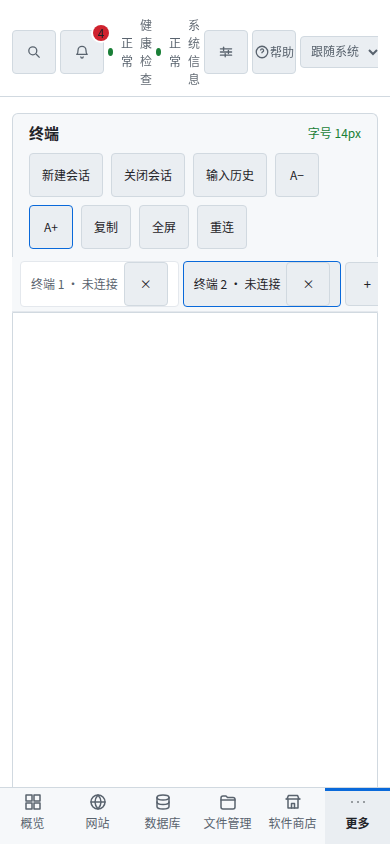 4
正常
健康检查
正常
系统信息
帮助
跟随系统
终端
字号 14px
新建会话
关闭会话
输入历史
A−
A+
复制
全屏
重连
终端 1 · 未连接 ×
终端 2 · 未连接 ×
+
概览
网站
数据库
文件管理
软件商店
更多